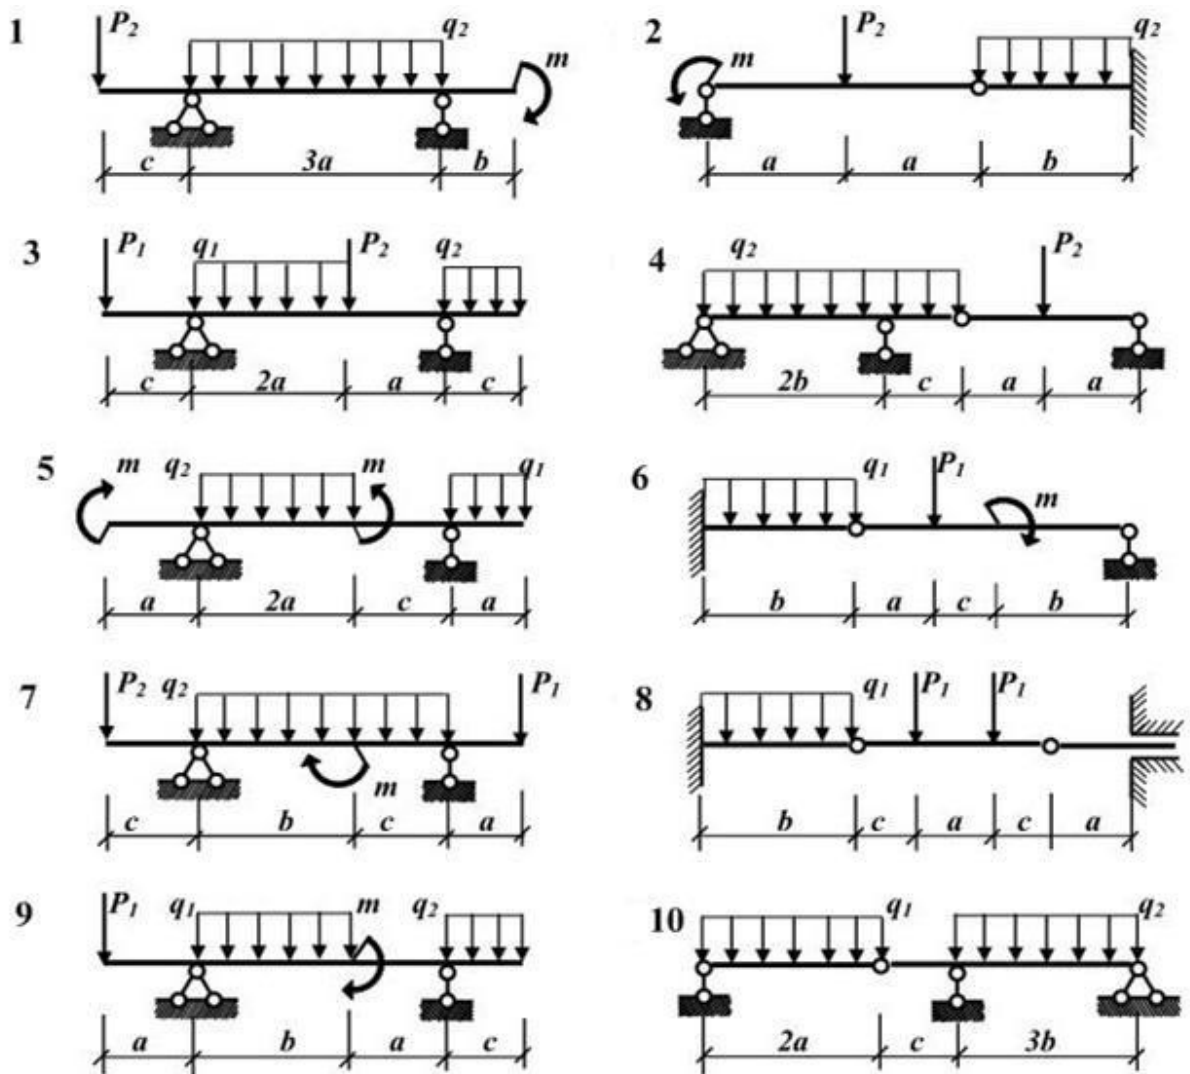 1 P₂ q₂ m
c 3a b
2 m P₂ q₂
a a b
3 P₁ q₁ P₂ q₂
c 2a a c
4 q₂ P₂
2b c a a
5 m q₂ m q₁
a 2a c a
6 q₁ P₁ m
b a c b
7 P₂ q₂ m P₁
c b c a
8 q₁ P₁ P₁
b c a c a
9 P₁ q₁ m q₂
a b a c
10 q₁ q₂
2a c 3b